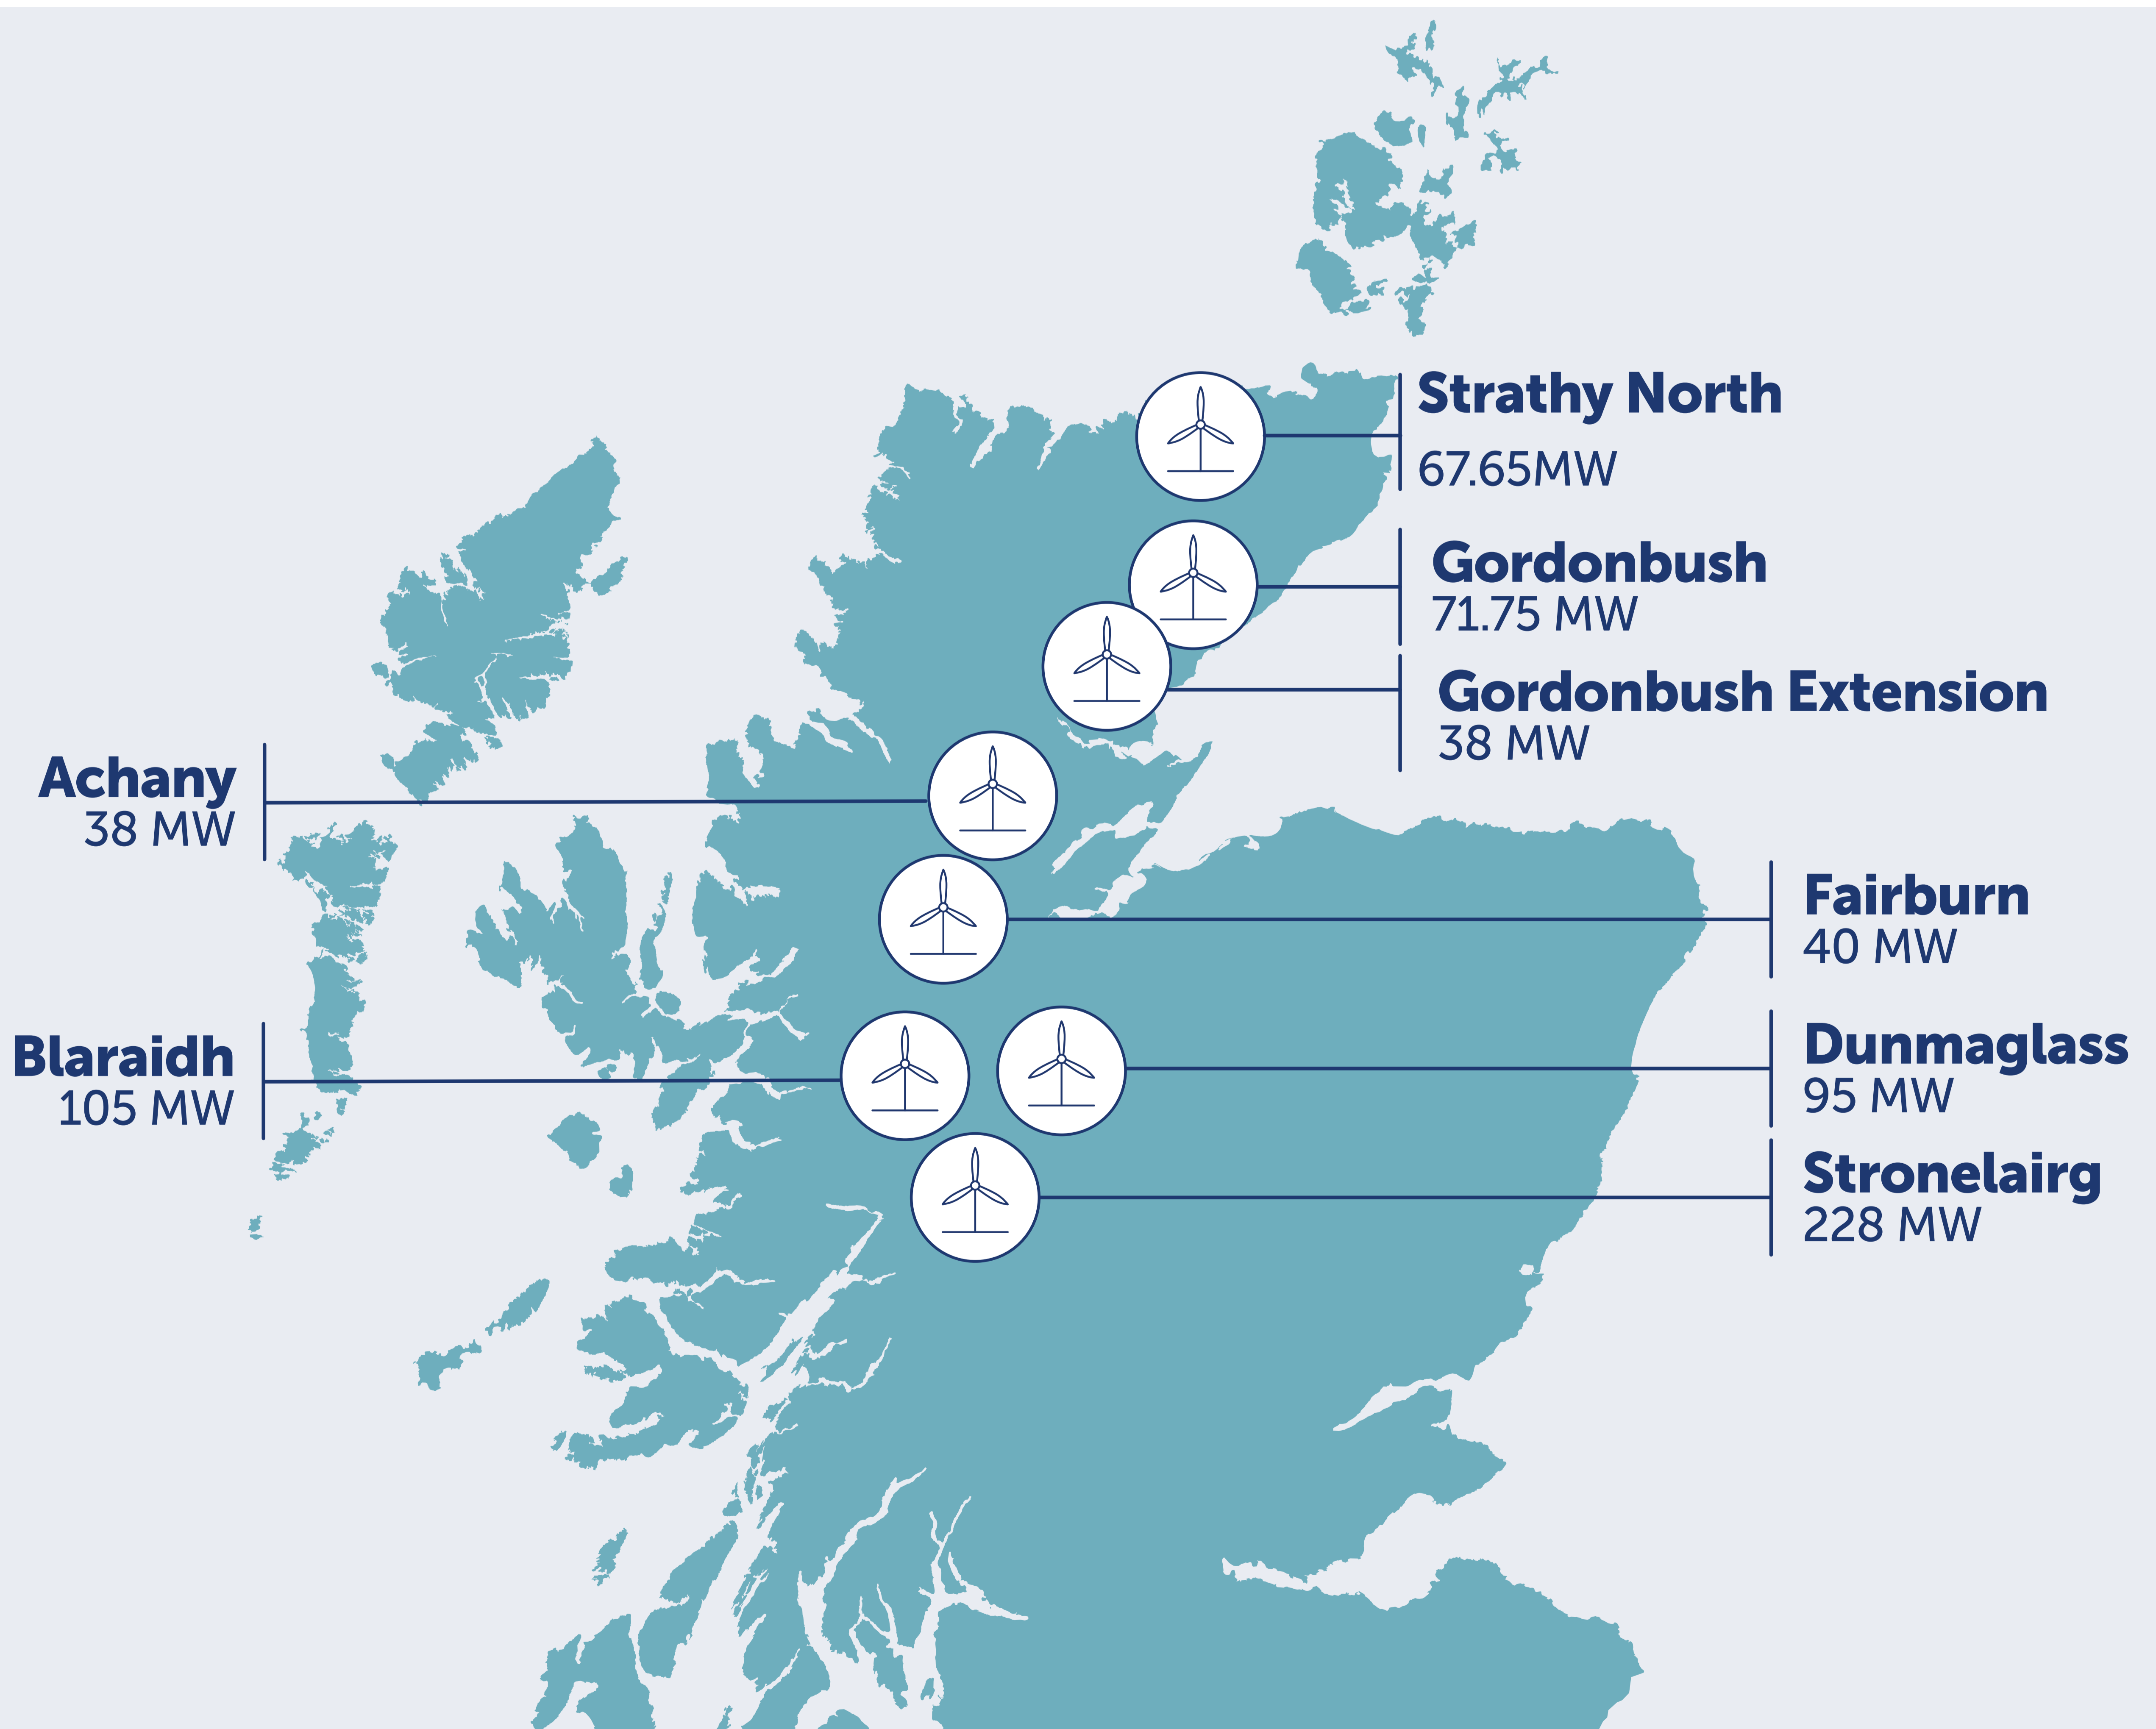 Strathy North
67.65MW
Gordonbush
71.75 MW
Gordonbush Extension
38 MW
Achany
38 MW
Fairburn
40 MW
Blaraidh
105 MW
Dunmaglass
95 MW
Stronelairg
228 MW